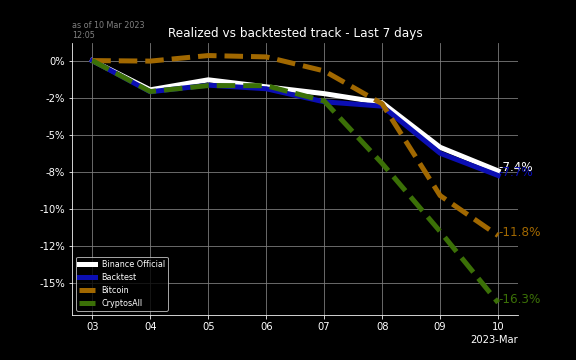 as of 10 Mar 2023
12:05
Realized vs backtested track - Last 7 days
0%
-2%
-5%
-8%
-10%
-12%
-15%
-7.4%
-11.8%
-16.3%
Binance Official
Backtest
Bitcoin
CryptosAll
03 04 05 06 07 08 09 10
2023-Mar